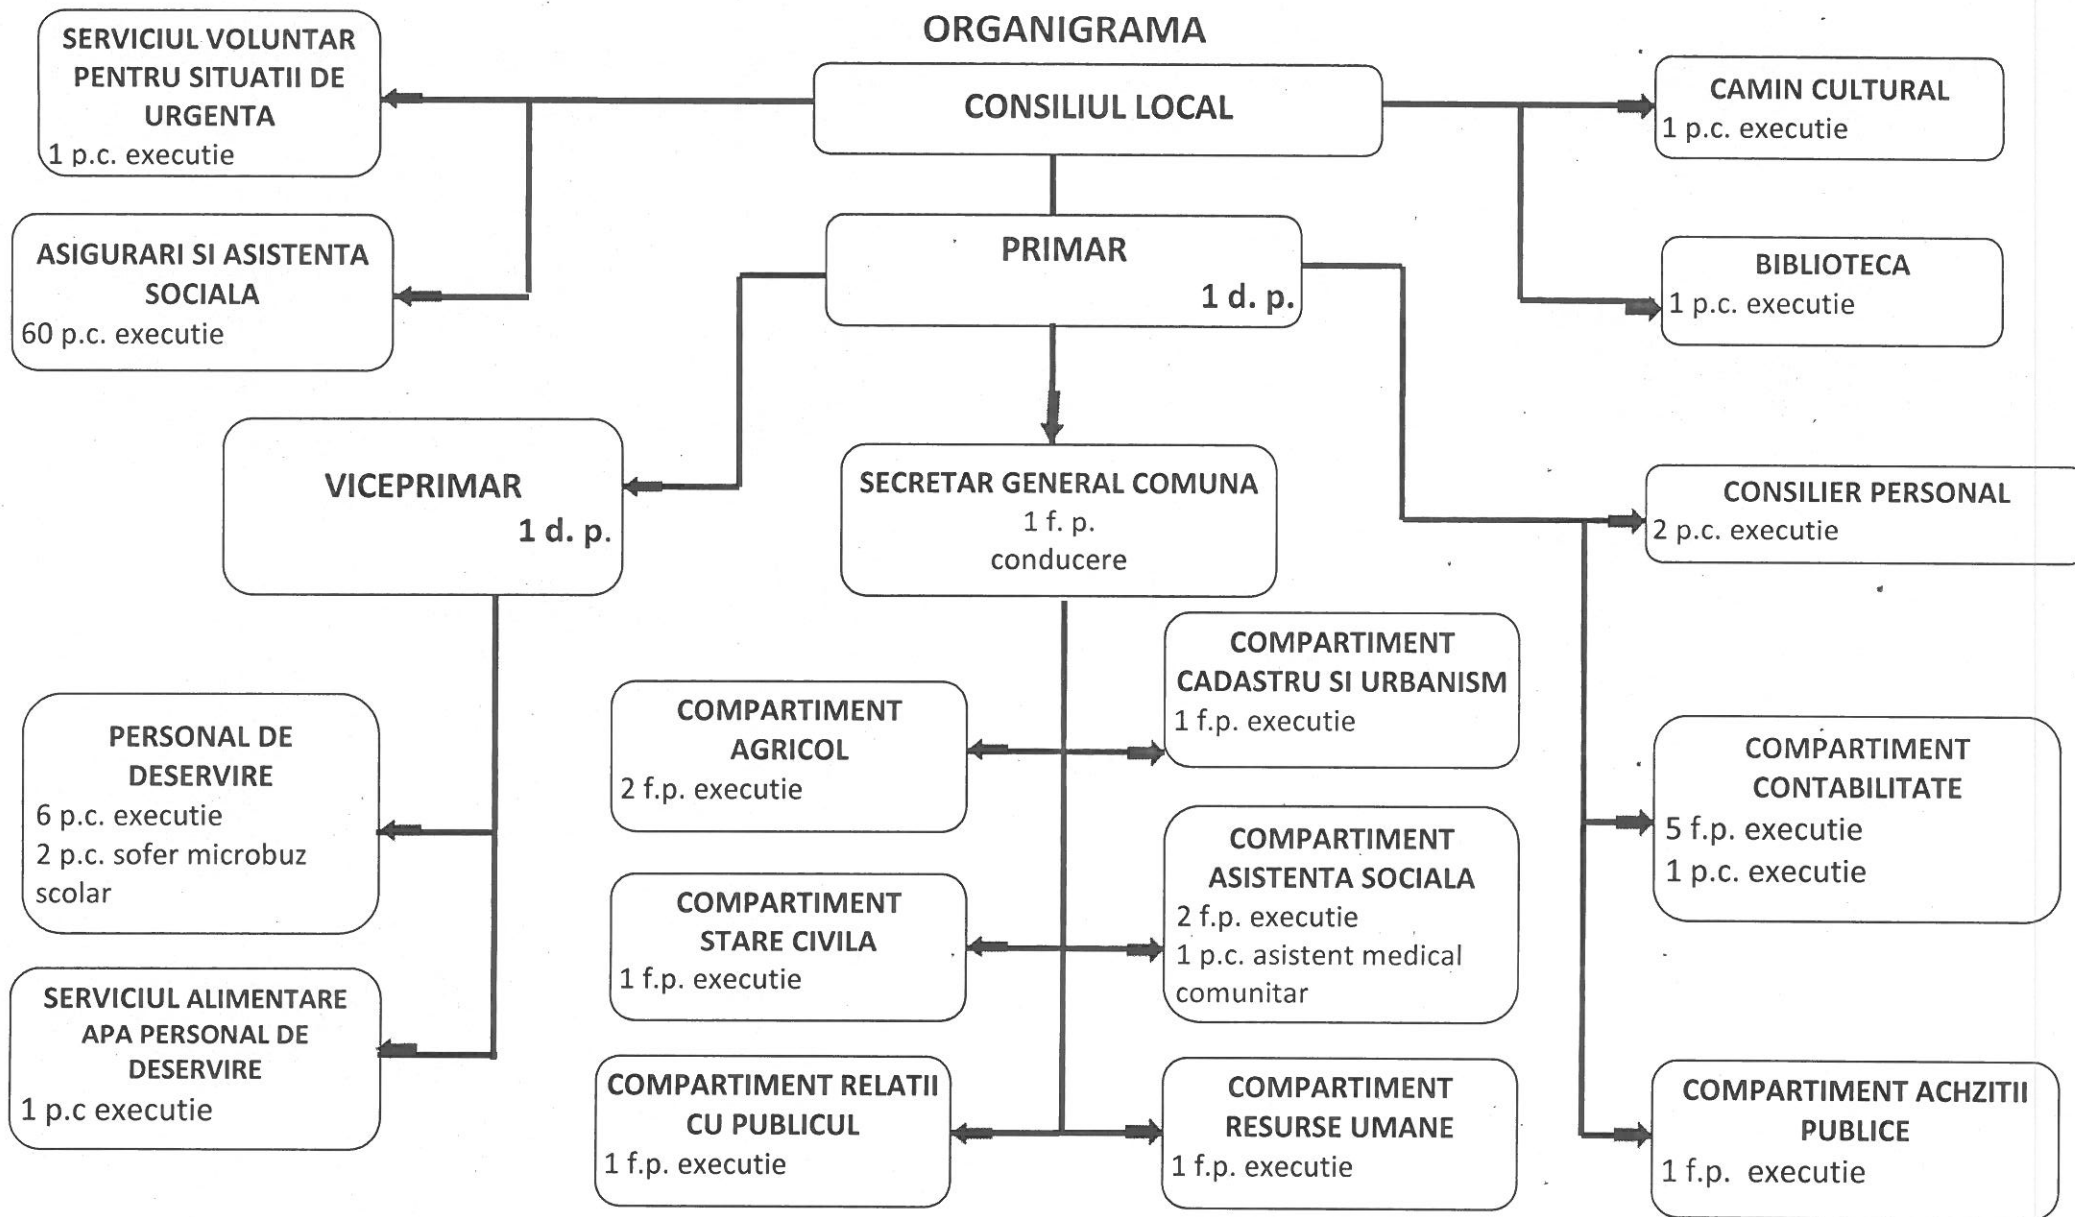 ORGANIGRAMA
SERVICIUL VOLUNTAR
PENTRU SITUATII DE
URGENTA
1 p.c. executie
CONSILIUL LOCAL
CAMIN CULTURAL
1 p.c. executie
ASIGURARI SI ASISTENTA
SOCIALA
60 p.c. executie
PRIMAR
1 d. p.
BIBLIOTECA
1 p.c. executie
VICEPRIMAR
1 d. p.
SECRETAR GENERAL COMUNA
1 f. p.
conducere
CONSILIER PERSONAL
2 p.c. executie
PERSONAL DE
DESERVIRE
6 p.c. executie
2 p.c. sofer microbuz
scolar
COMPARTIMENT
AGRICOL
2 f.p. executie
COMPARTIMENT
CADASTRU SI URBANISM
1 f.p. executie
COMPARTIMENT
CONTABILITATE
5 f.p. executie
1 p.c. executie
COMPARTIMENT
STARE CIVILA
1 f.p. executie
COMPARTIMENT
ASISTENTA SOCIALA
2 f.p. executie
1 p.c. asistent medical
comunitar
SERVICIUL ALIMENTARE
APA PERSONAL DE
DESERVIRE
1 p.c executie
COMPARTIMENT RELATII
CU PUBLICUL
1 f.p. executie
COMPARTIMENT
RESURSE UMANE
1 f.p. executie
COMPARTIMENT ACHZITII
PUBLICE
1 f.p. executie